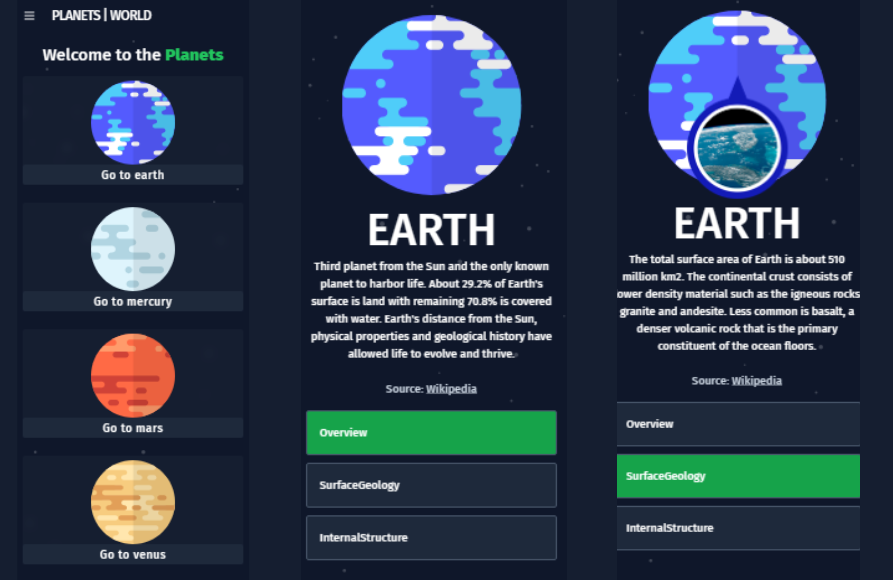 PLANETS | WORLD
Welcome to the Planets
Go to earth
Go to mercury
Go to mars
Go to venus
EARTH
Third planet from the Sun and the only known
planet to harbor life. About 29.2% of Earth's
surface is land with remaining 70.8% is covered
with water. Earth's distance from the Sun,
physical properties and geological history have
allowed life to evolve and thrive.
Source: Wikipedia
Overview
SurfaceGeology
InternalStructure
EARTH
The total surface area of Earth is about 510
million km2. The continental crust consists of
ower density material such as the igneous rocks
granite and andesite. Less common is basalt, a
denser volcanic rock that is the primary
constituent of the ocean floors.
Source: Wikipedia
Overview
SurfaceGeology
InternalStructure